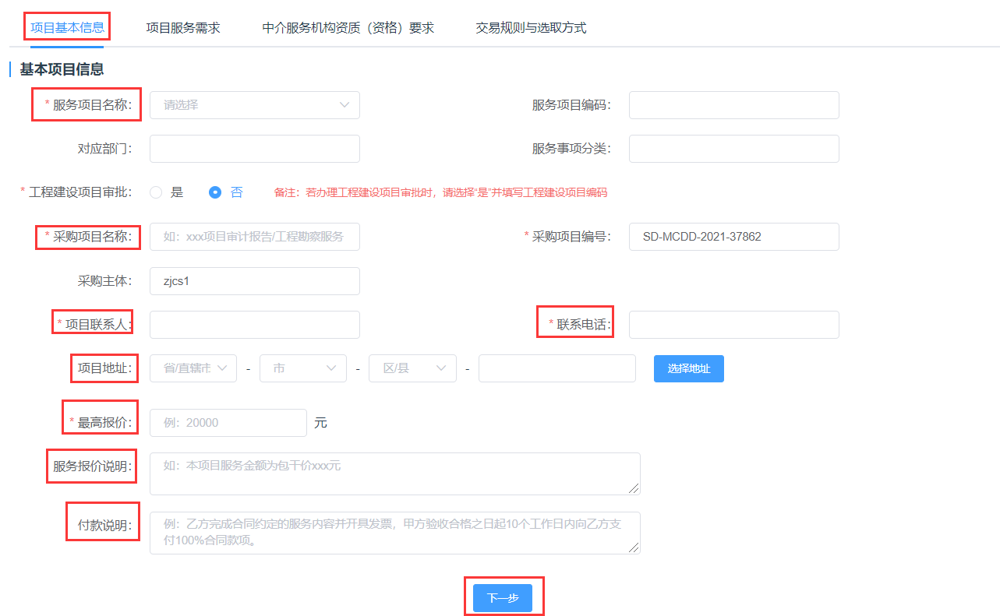 项目基本信息 项目服务需求 中介服务机构资质（资格）要求 交易规则与选取方式
基本项目信息
* 服务项目名称： 请选择 服务项目编码：
对应部门： 服务事项分类：
* 工程建设项目审批： 是 否 备注：若办理工程建设项目审批时，请选择“是”并填写工程建设项目编码
* 采购项目名称： 如：xxx项目审计报告/工程勘察服务 * 采购项目编号： SD-MCDD-2021-37862
采购主体： zjcs1
* 项目联系人： * 联系电话：
项目地址： 省/直辖市 - 市 - 区/县 - 选择地址
* 最高报价： 例：20000 元
服务报价说明： 如：本项目服务金额为包干价xxx元
付款说明： 例：乙方完成合同约定的服务内容并开具发票，甲方验收合格之日起10个工作日内向乙方支
付100%合同款项。
下一步